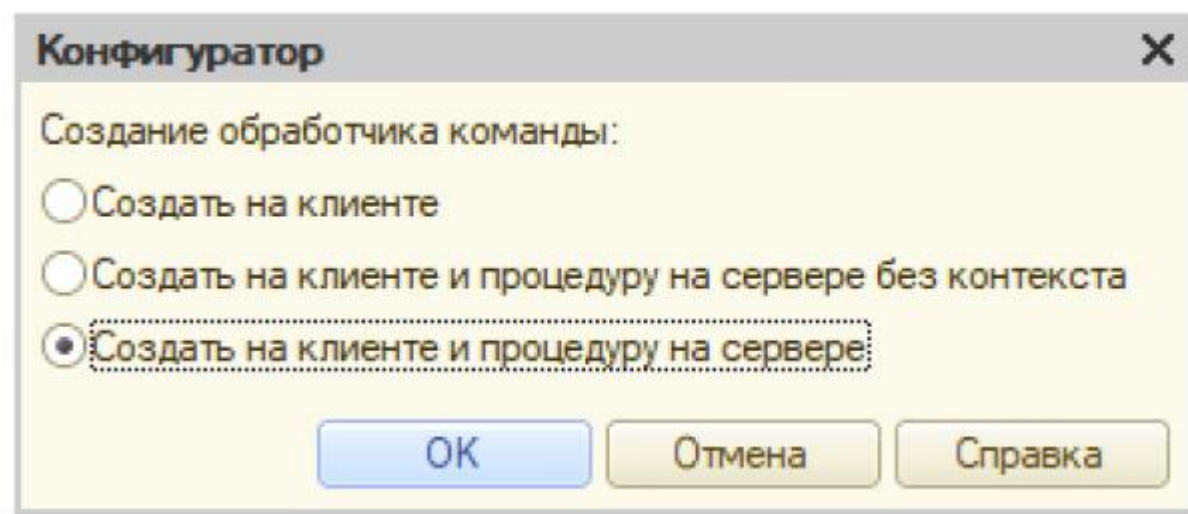 Конфигуратор
Создание обработчика команды:
Создать на клиенте
Создать на клиенте и процедуру на сервере без контекста
Создать на клиенте и процедуру на сервере
ОК Отмена Справка